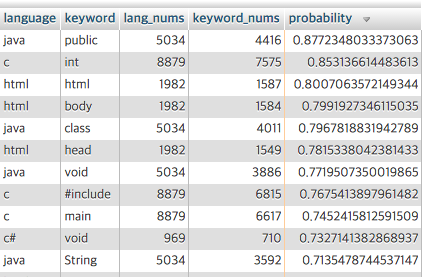 language keyword lang_nums keyword_nums probability
java public 5034 4416 0.8772348033373063
c int 8879 7575 0.853136614483613
html html 1982 1587 0.8007063572149344
html body 1982 1584 0.7991927346115035
java class 5034 4011 0.7967818831942789
html head 1982 1549 0.7815338042381433
java void 5034 3886 0.7719507350019865
c #include 8879 6815 0.7675413897961482
c main 8879 6617 0.745241581259150​9
c# void 969 710 0.7327141382868937
java String 5034 3592 0.7135478744537147